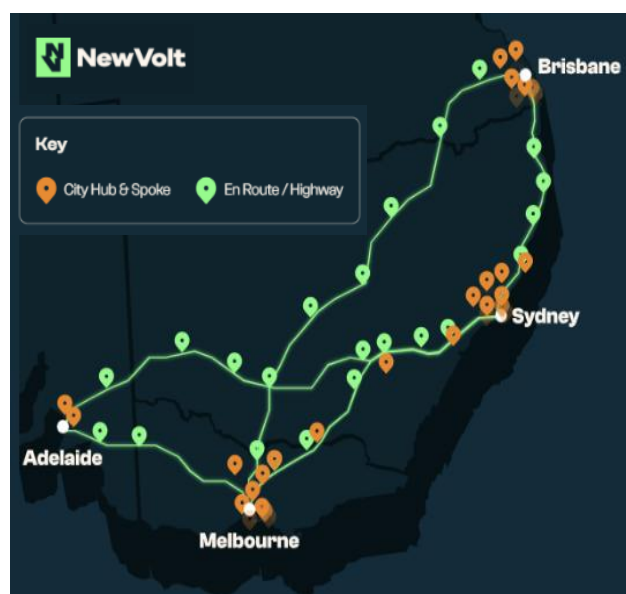 NewVolt
Brisbane
Key
City Hub & Spoke
En Route / Highway
Sydney
Adelaide
Melbourne